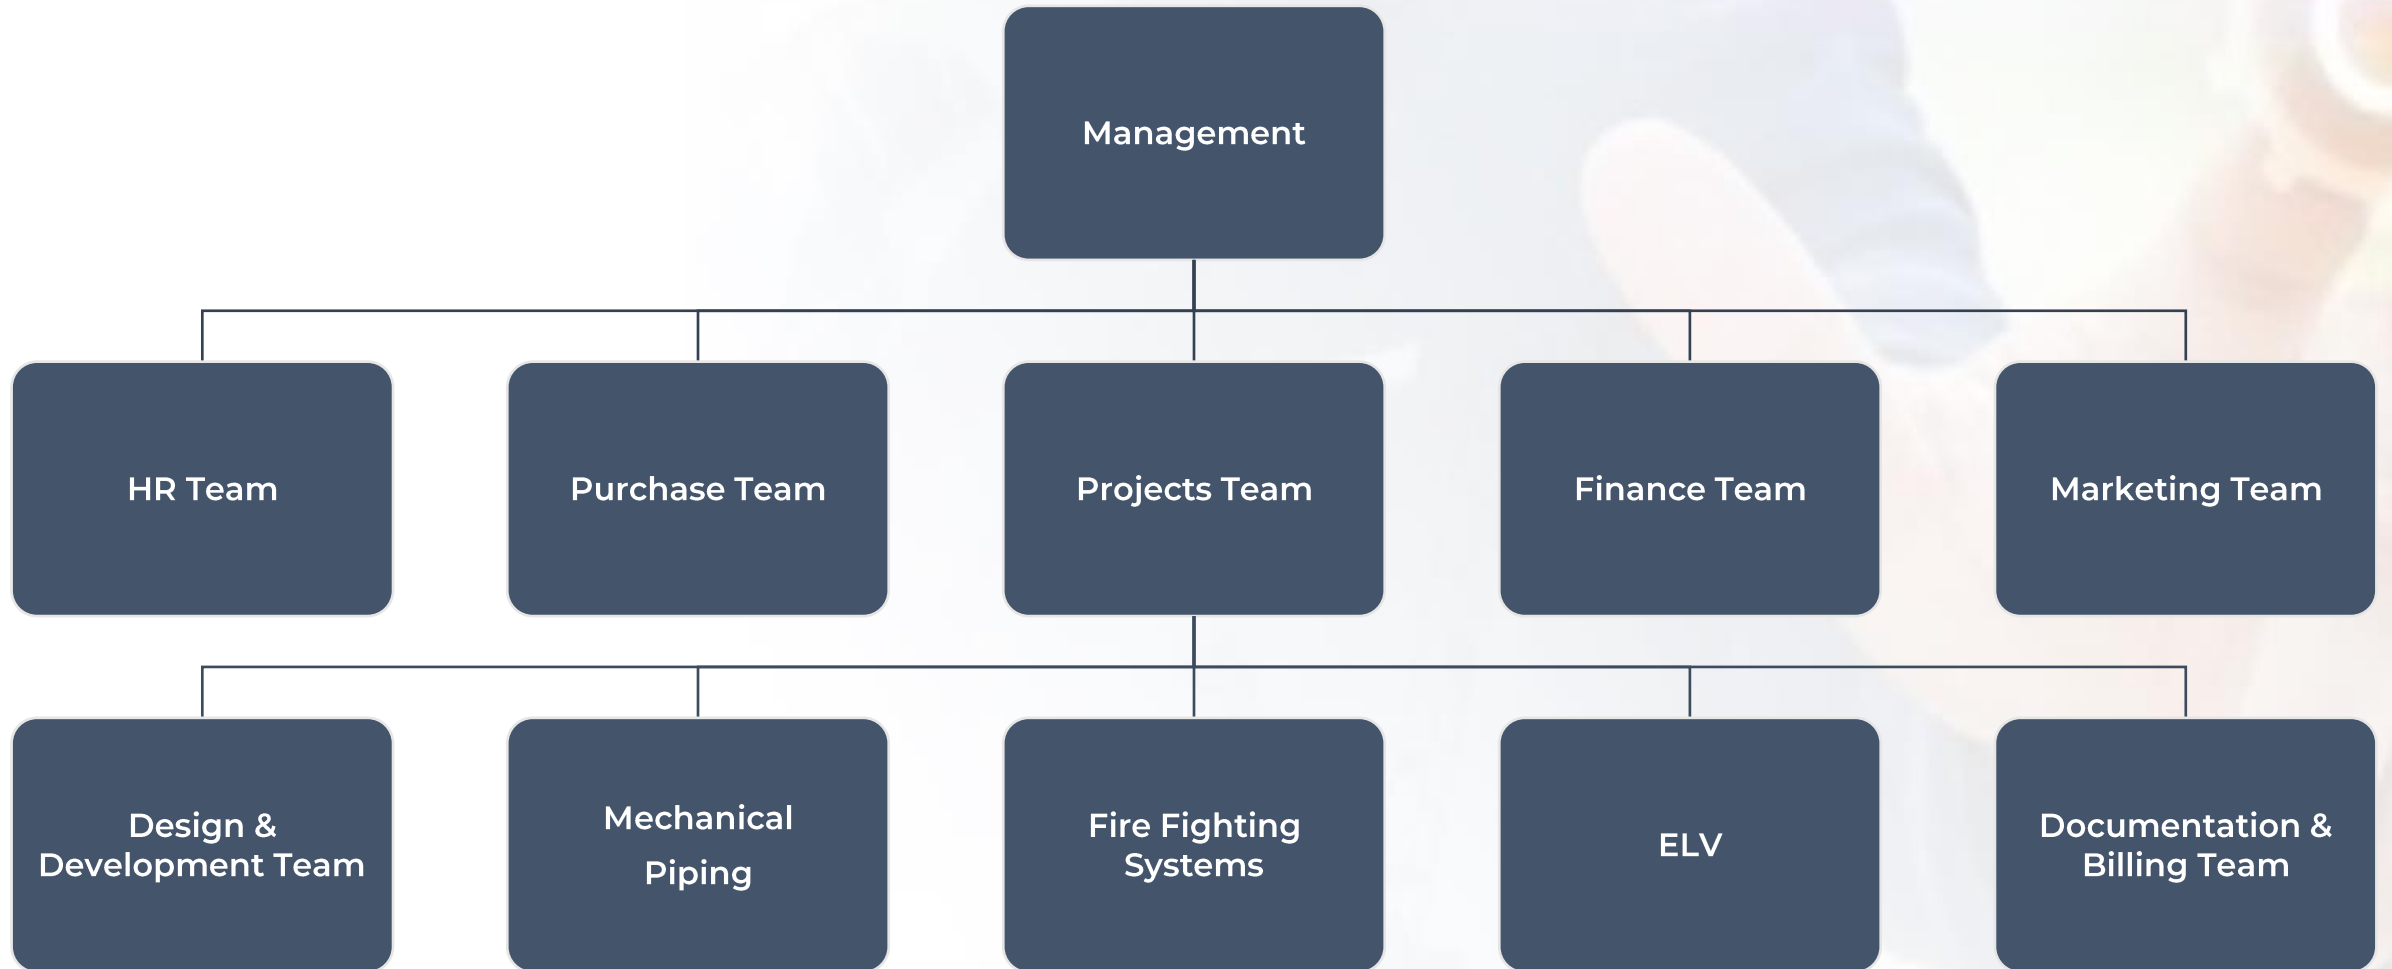 Management
HR Team
Purchase Team
Projects Team
Finance Team
Marketing Team
Design &
Development Team
Mechanical
Piping
Fire Fighting
Systems
ELV
Documentation &
Billing Team